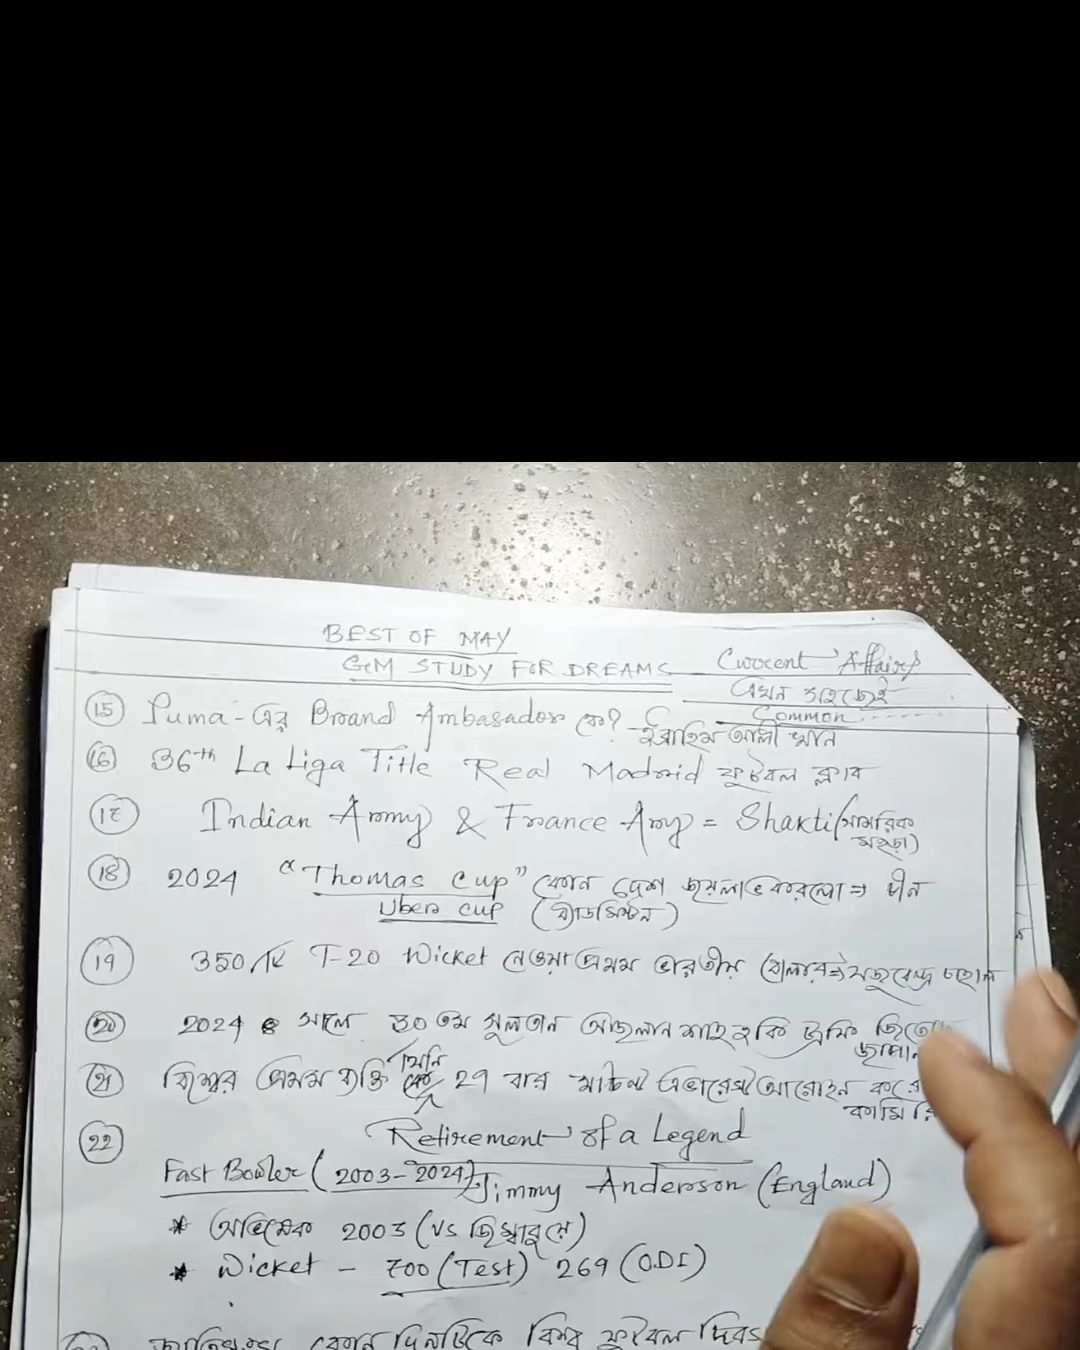 BEST OF MAY
GCM STUDY FOR DREAMS
Current Affairs
এখন সহজেই
Common
15 Puma-এর Brand Ambasador কে? -
ইব্রাহিম আলী খান
16 36th La Liga Title Real Madrid ফুটবল ক্লাব
17 Indian Army & France Army = Shakti (সামরিক
মহড়া)
18 2024 "Thomas Cup" কোন দেশ জয়লাভ করলো ⇒ চীন
Uber Cup (ব্যাডমিন্টন)
19 350 টি T-20 Wicket নেওয়া প্রথম ভারতীয় বোলার ⇒ যজুবেন্দ্র চহাল
20 2024 সালে 30 তম সুলতান আজলান শাহ হকি ট্রফি
জাপান
21 বিশ্বের প্রথম ব্যক্তি যিনি 29 বার মাউন্ট এভারেস্ট আরোহন
কামি
22 Retirement of a Legend
Fast Bowler (2003-2024) Jimmy Anderson (England)
* অভিষেক 2003 (VS জিম্বাবুয়ে)
* Wicket - 700 (Test) 269 (ODI)
কোন দিনটিকে বিশ্ব ফুটবল দিবস